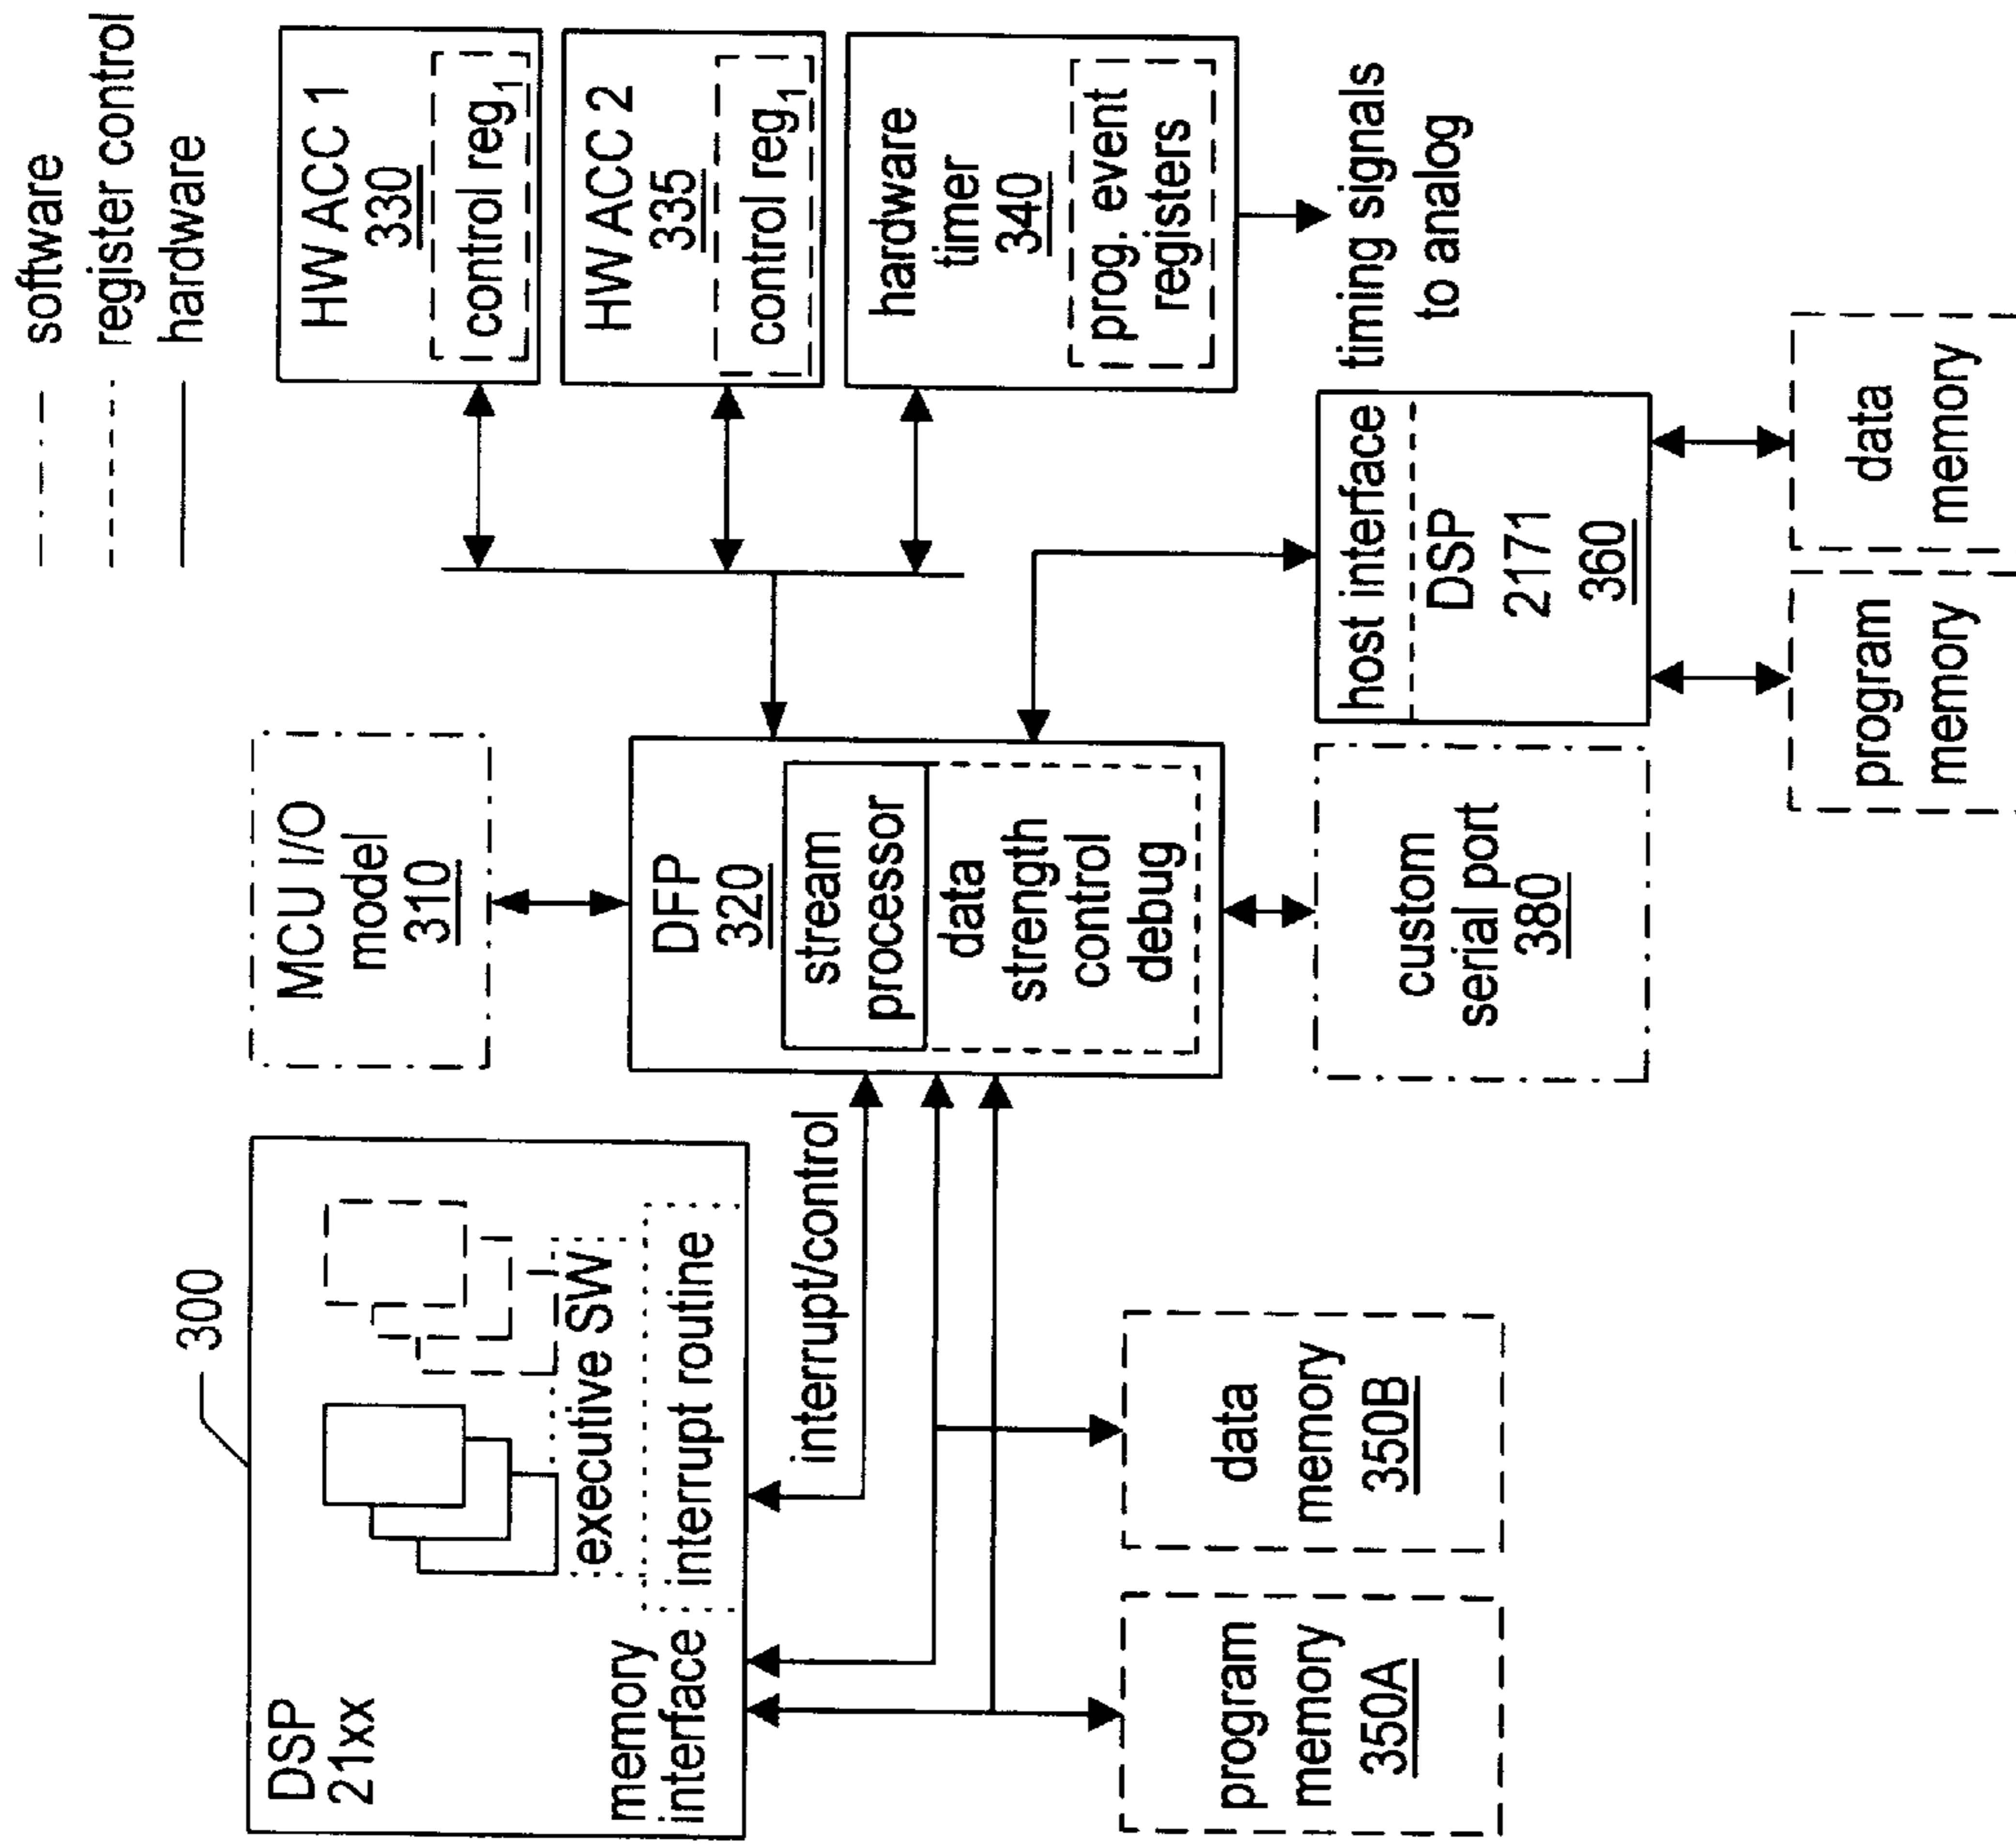 software
register control
hardware
300
DSP
21xx
executive SW
interrupt routine
memory
interface
interrupt/control
program
memory
350A
data
memory
350B
MCU I/O
model
310
DFP
320
stream
processor
data
strength
control
debug
custom
serial port
380
HW ACC 1
330
control reg1
HW ACC 2
335
control reg1
hardware
timer
340
prog. event
registers
timing signals
to analog
host interface
DSP
2171
360
program
memory
data
memory